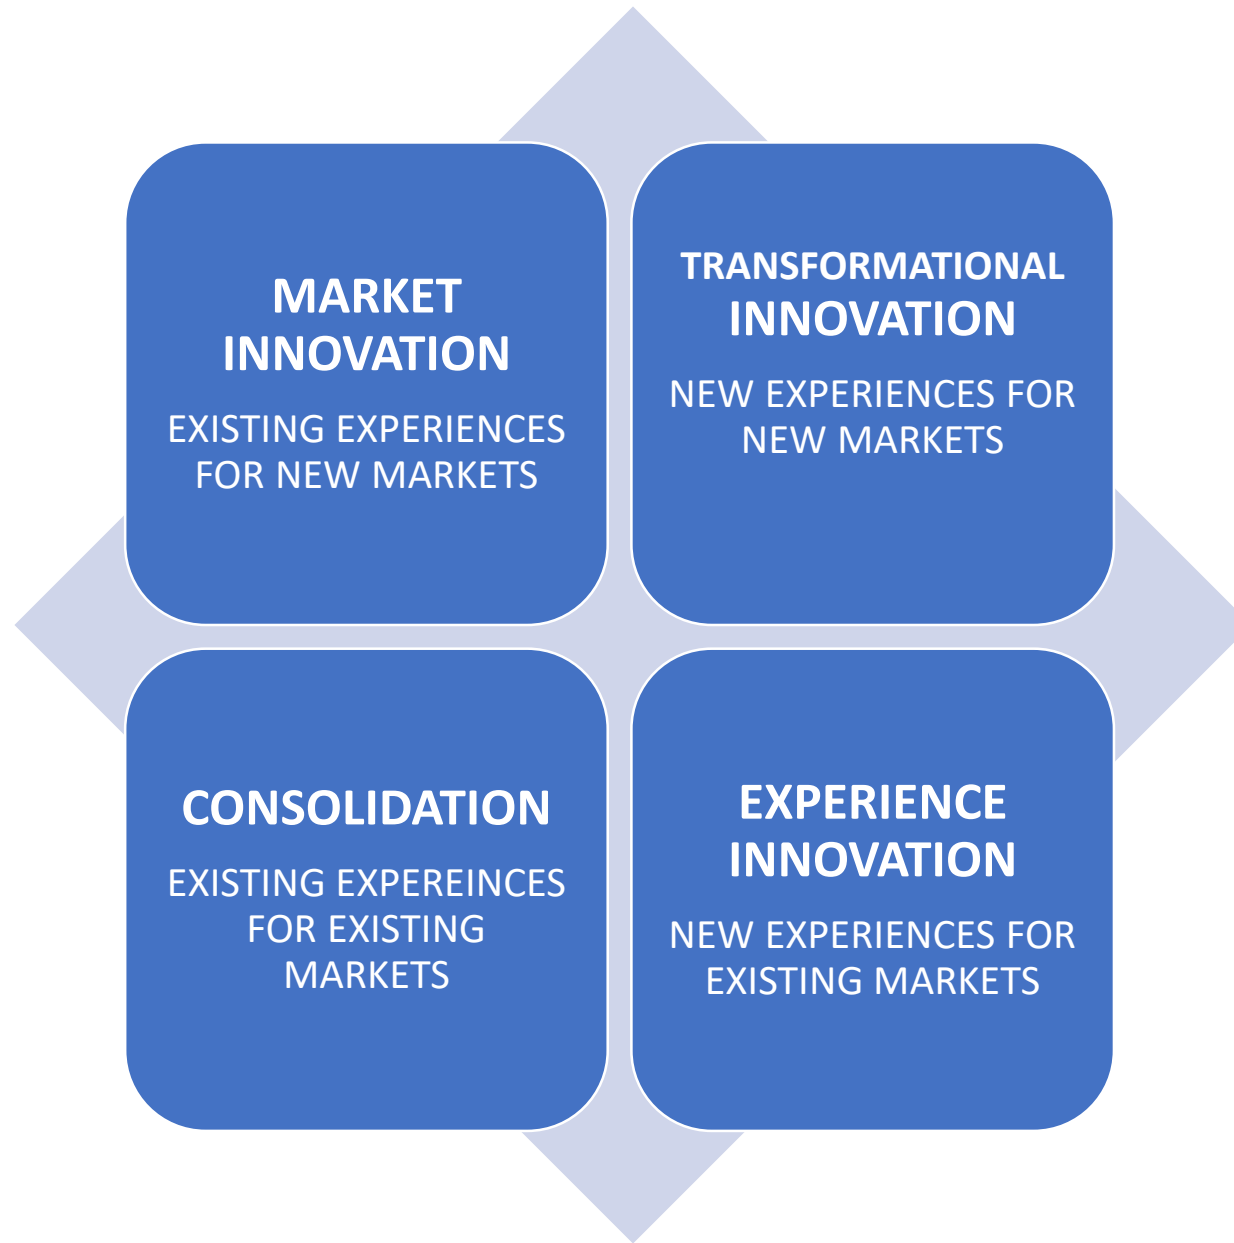 MARKET
INNOVATION
EXISTING EXPERIENCES
FOR NEW MARKETS
TRANSFORMATIONAL
INNOVATION
NEW EXPERIENCES FOR
NEW MARKETS
CONSOLIDATION
EXISTING EXPEREINCES
FOR EXISTING
MARKETS
EXPERIENCE
INNOVATION
NEW EXPERIENCES FOR
EXISTING MARKETS